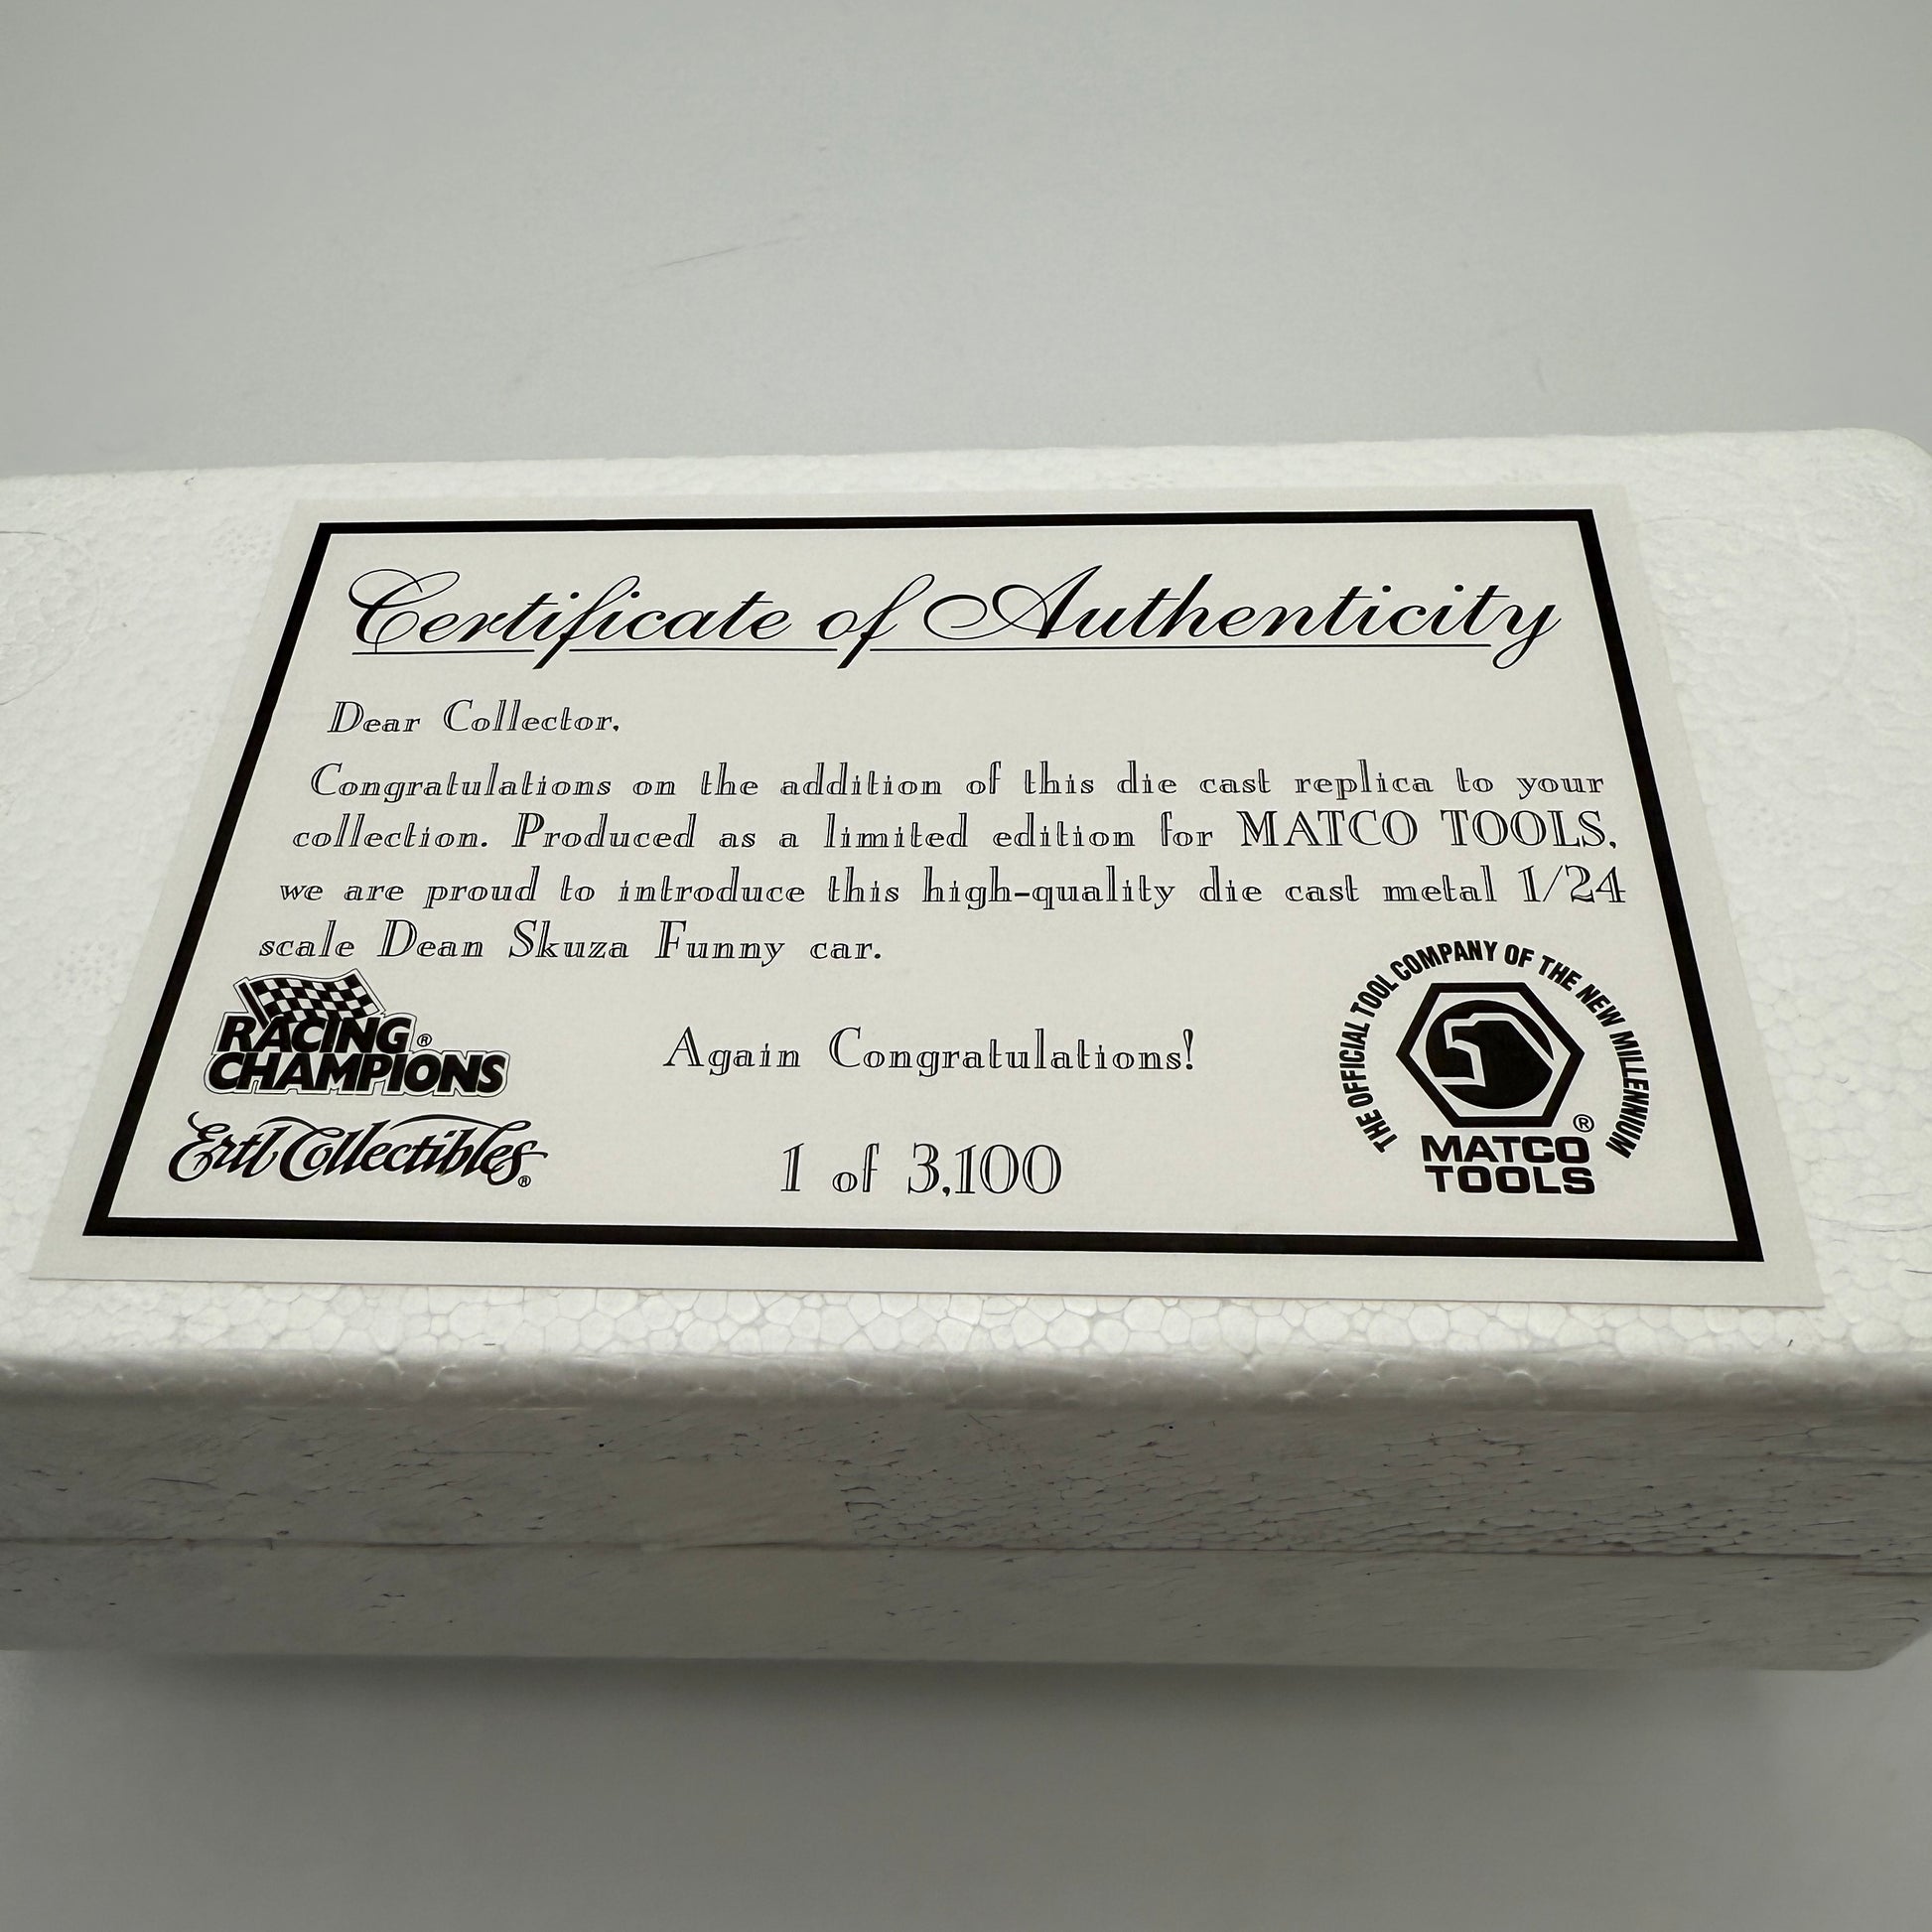 Certificate of Authenticity
Dear Collector,
Congratulations on the addition of this die cast replica to your
collection. Produced as a limited edition for MATCO TOOLS,
we are proud to introduce this high-quality die cast metal 1/24
scale Dean Skuza Funny car.
RACING
CHAMPIONS®
Ertl Collectibles®
Again Congratulations!
1 of 3,100
THE OFFICIAL TOOL COMPANY OF THE NEW MILLENNIUM
®
MATCO
TOOLS